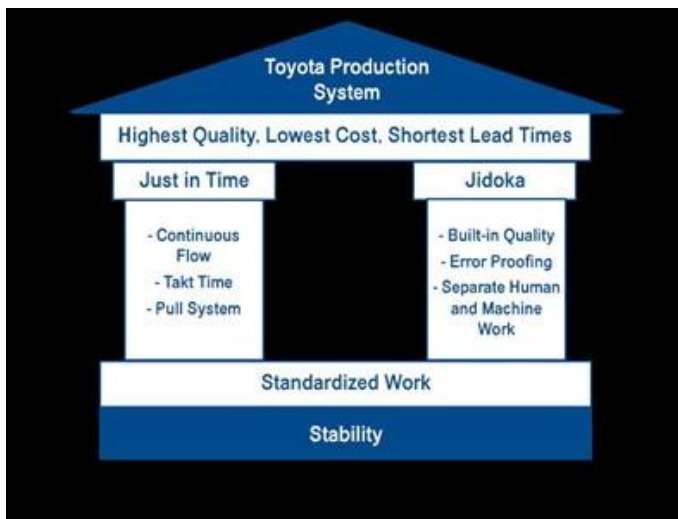 Toyota Production
System
Highest Quality, Lowest Cost, Shortest Lead Times
Just in Time
- Continuous
Flow
- Takt Time
- Pull System
Jidoka
- Built-in Quality
- Error Proofing
- Separate Human
and Machine
Work
Standardized Work
Stability